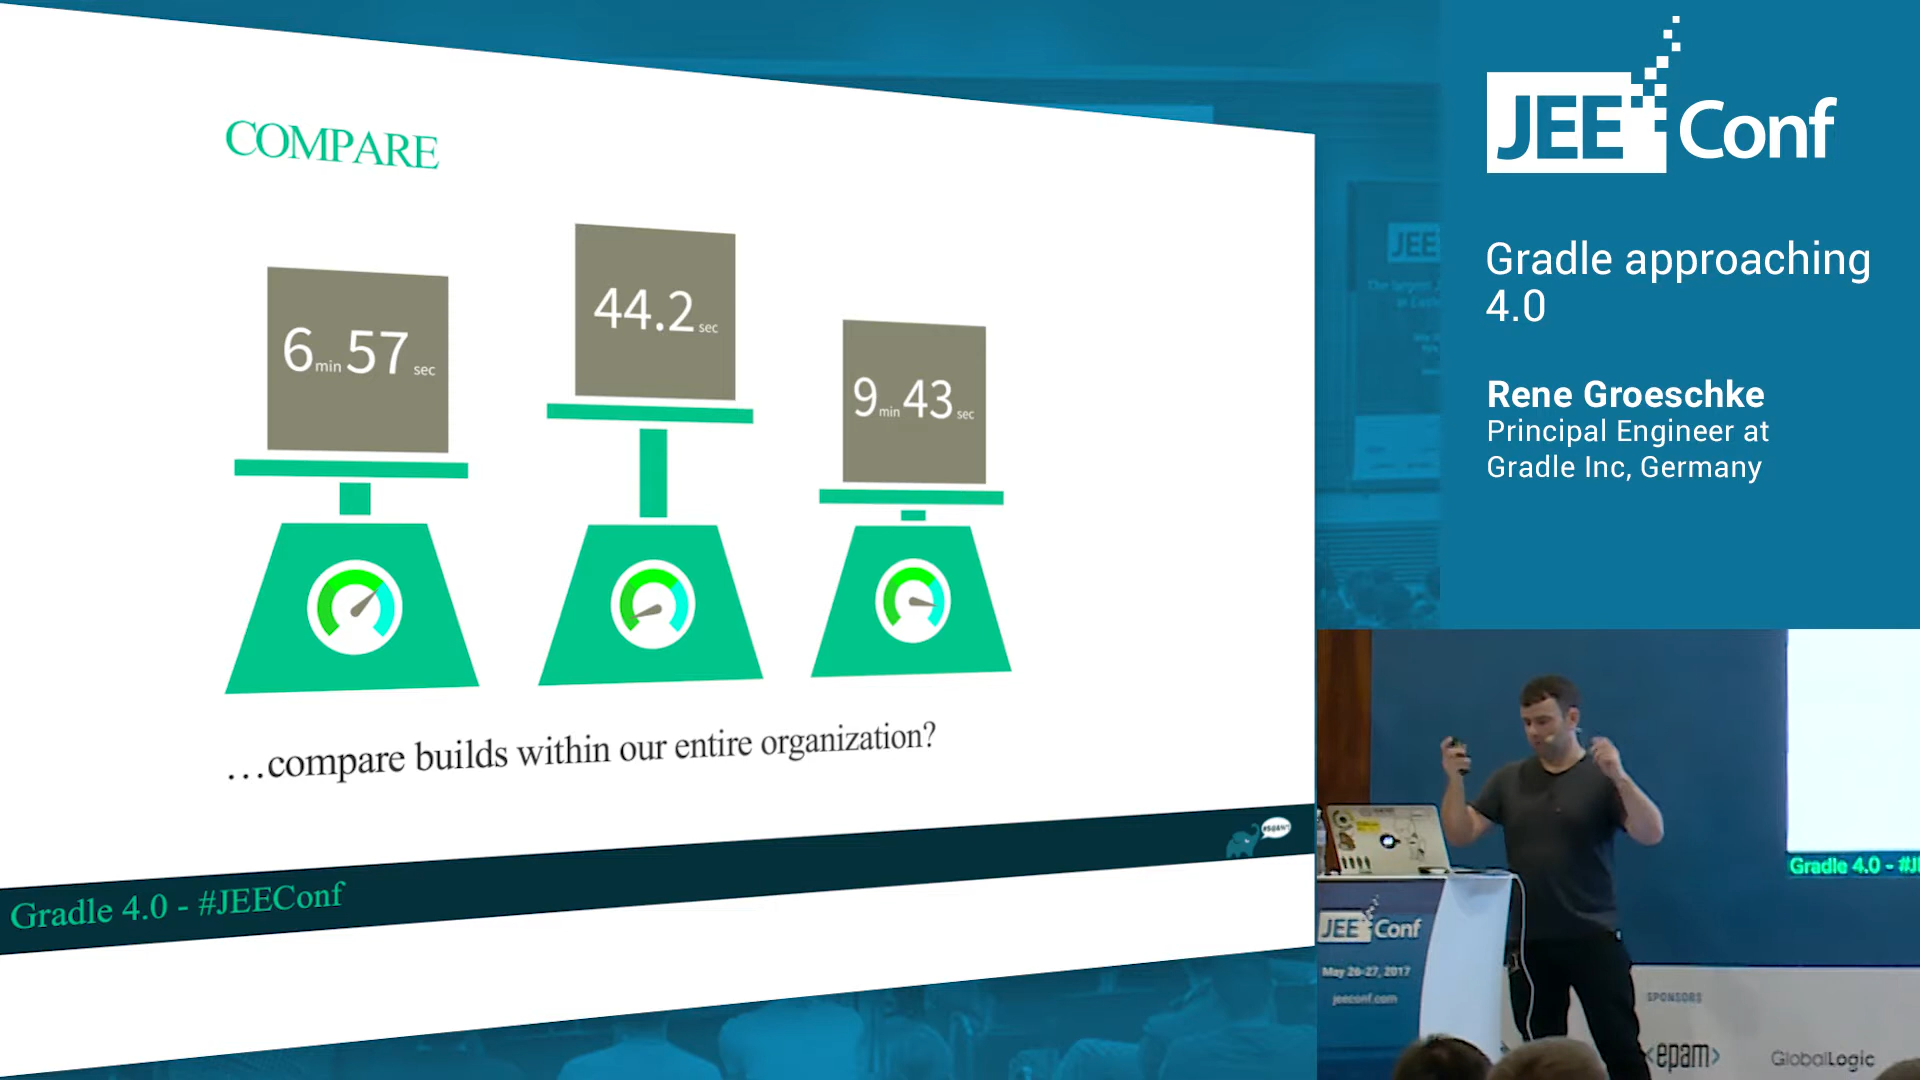 COMPARE
6 min 57 sec
44.2 sec
9 min 43 sec
...compare builds within our entire organization?
#$@&%*!
Gradle 4.0 - #JEEConf
JEE Conf
Gradle approaching
4.0
Rene Groeschke
Principal Engineer at
Gradle Inc, Germany
JEE
Gradle 4.0 - #J
JEE Conf
May 26-27, 2017
jeeconf.com
SPONSORS
<epam>
GlobalLogic